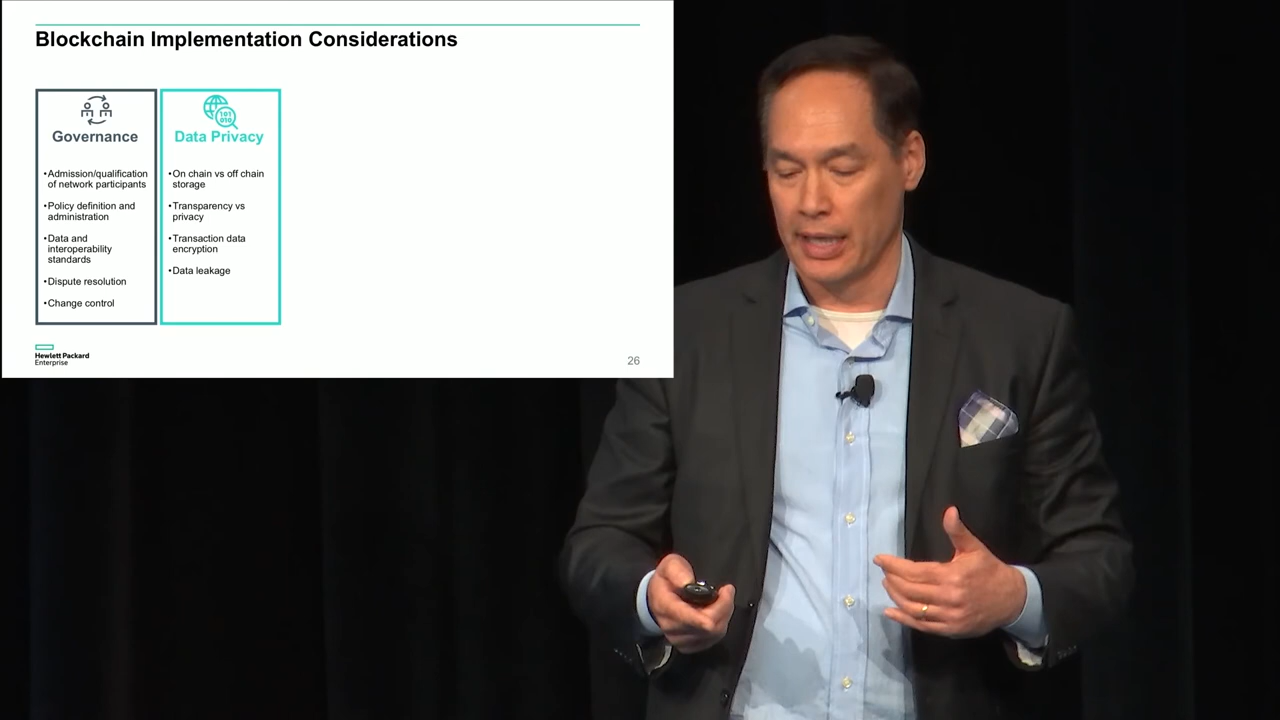 Blockchain Implementation Considerations
Governance
•Admission/qualification
of network participants
•Policy definition and
administration
•Data and
interoperability
standards
•Dispute resolution
•Change control
101
010
Data Privacy
•On chain vs off chain
storage
•Transparency vs
privacy
•Transaction data
encryption
•Data leakage
Hewlett Packard
Enterprise
26